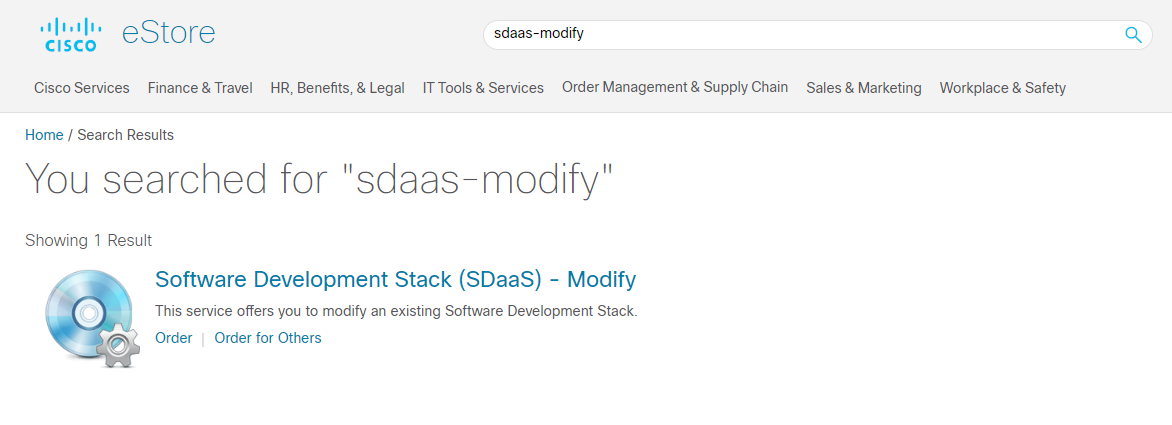 CISCO
eStore
sdaas-modify
Cisco Services Finance & Travel HR, Benefits, & Legal IT Tools & Services Order Management & Supply Chain Sales & Marketing Workplace & Safety
Home / Search Results
You searched for "sdaas-modify"
Showing 1 Result
Software Development Stack (SDaaS) - Modify
This service offers you to modify an existing Software Development Stack.
Order | Order for Others